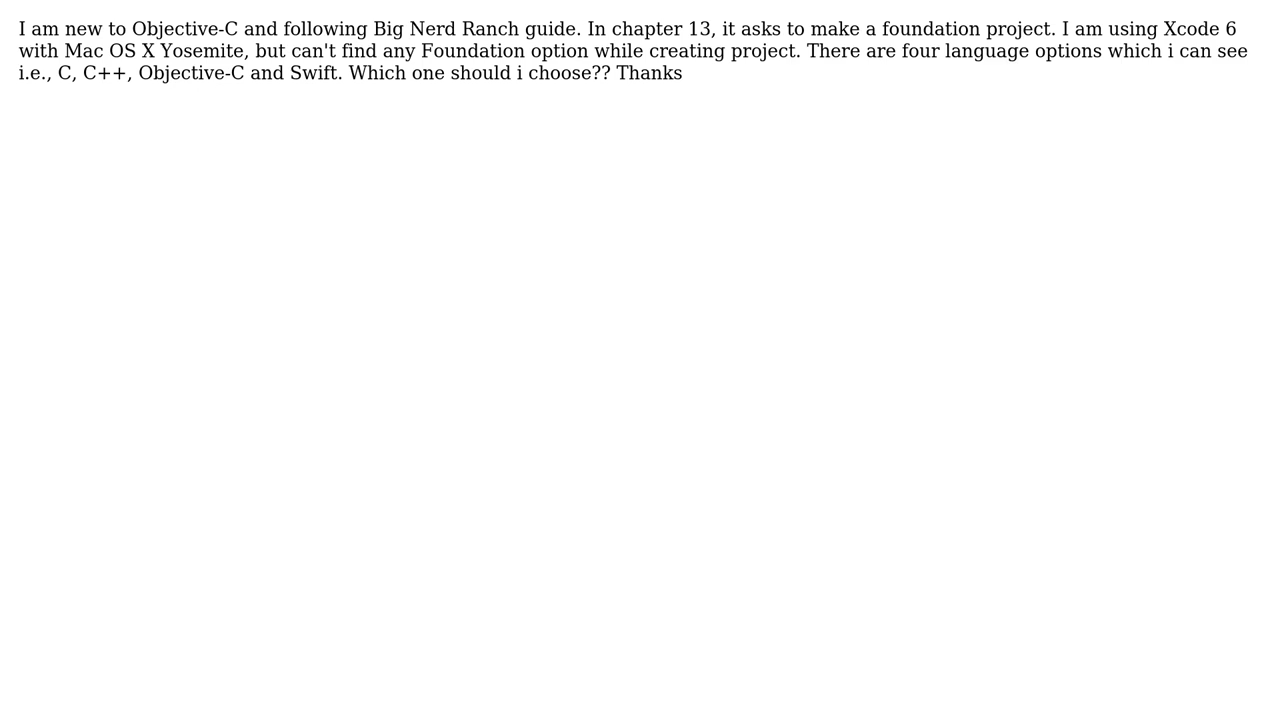 I am new to Objective-C and following Big Nerd Ranch guide. In chapter 13, it asks to make a foundation project. I am using Xcode 6
with Mac OS X Yosemite, but can't find any Foundation option while creating project. There are four language options which i can see
i.e., C, C++, Objective-C and Swift. Which one should i choose?? Thanks